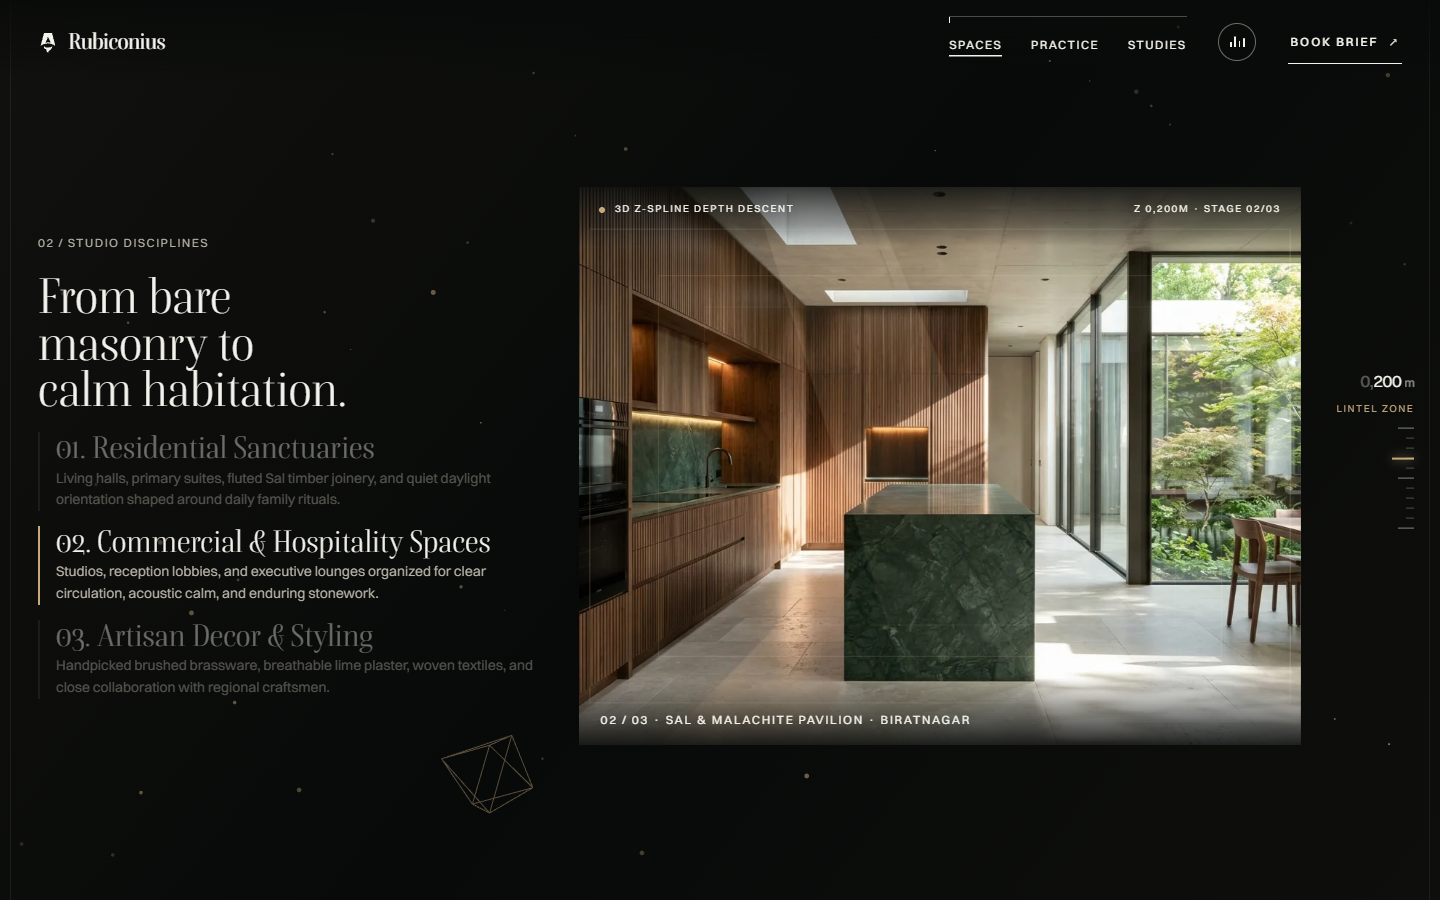 Rubiconius
SPACES
PRACTICE
STUDIES
BOOK BRIEF ↗
02 / STUDIO DISCIPLINES
From bare
masonry to
calm habitation.
01. Residential Sanctuaries
Living halls, primary suites, fluted Sal timber joinery, and quiet daylight
orientation shaped around daily family rituals.
02. Commercial & Hospitality Spaces
Studios, reception lobbies, and executive lounges organized for clear
circulation, acoustic calm, and enduring stonework.
03. Artisan Decor & Styling
Handpicked brushed brassware, breathable lime plaster, woven textiles, and
close collaboration with regional craftsmen.
3D Z-SPLINE DEPTH DESCENT
Z 0,200M · STAGE 02/03
02 / 03 · SAL & MALACHITE PAVILION · BIRATNAGAR
0,200 m
LINTEL ZONE